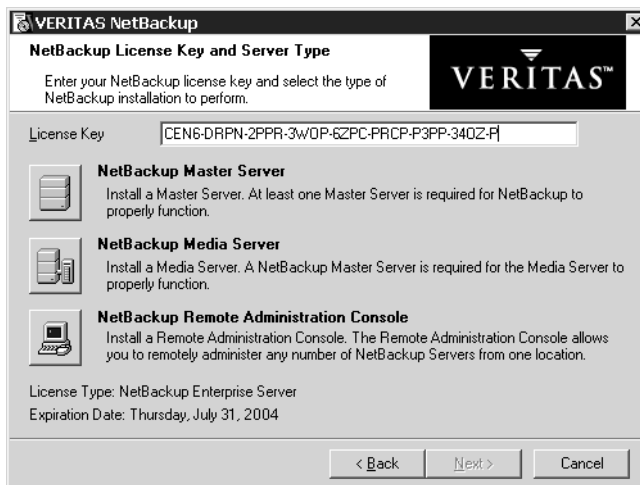 VERITAS NetBackup
NetBackup License Key and Server Type
Enter your NetBackup license key and select the type of
NetBackup installation to perform.
VERITAS™
License Key CEN6-DRPN-2PPR-3WOP-6ZPC-PRCP-P3PP-34OZ-P
NetBackup Master Server
Install a Master Server. At least one Master Server is required for NetBackup to
properly function.
NetBackup Media Server
Install a Media Server. A NetBackup Master Server is required for the Media Server to
properly function.
NetBackup Remote Administration Console
Install a Remote Administration Console. The Remote Administration Console allows
you to remotely administer any number of NetBackup Servers from one location.
License Type: NetBackup Enterprise Server
Expiration Date: Thursday, July 31, 2004
< Back Next > Cancel